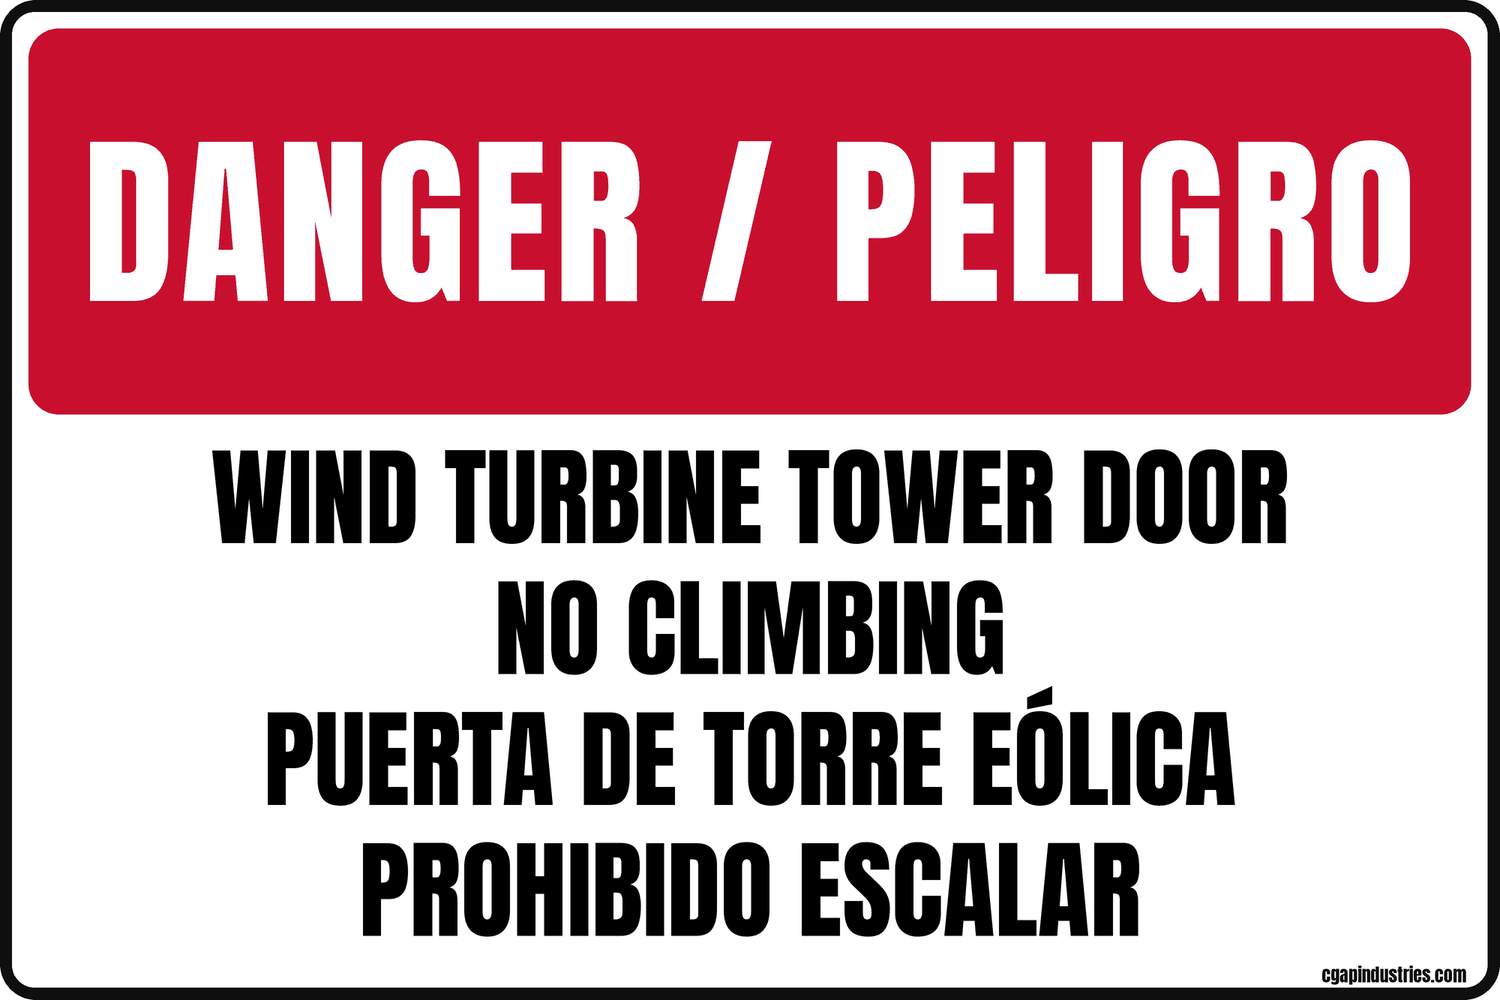 DANGER / PELIGRO
WIND TURBINE TOWER DOOR
NO CLIMBING
PUERTA DE TORRE EÓLICA
PROHIBIDO ESCALAR
cgapindustries.com